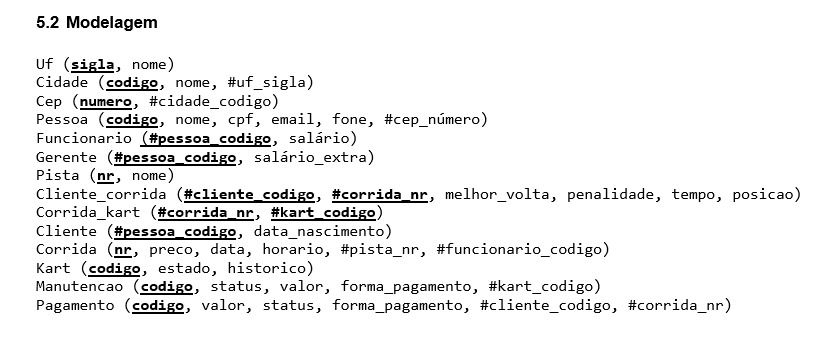 5.2 Modelagem
Uf (sigla, nome)
Cidade (codigo, nome, #uf_sigla)
Cep (numero, #cidade_codigo)
Pessoa (codigo, nome, cpf, email, fone, #cep_número)
Funcionario (#pessoa_codigo, salário)
Gerente (#pessoa_codigo, salário_extra)
Pista (nr, nome)
Cliente_corrida (#cliente_codigo, #corrida_nr, melhor_volta, penalidade, tempo, posicao)
Corrida_kart (#corrida_nr, #kart_codigo)
Cliente (#pessoa_codigo, data_nascimento)
Corrida (nr, preco, data, horario, #pista_nr, #funcionario_codigo)
Kart (codigo, estado, historico)
Manutencao (codigo, status, valor, forma_pagamento, #kart_codigo)
Pagamento (codigo, valor, status, forma_pagamento, #cliente_codigo, #corrida_nr)